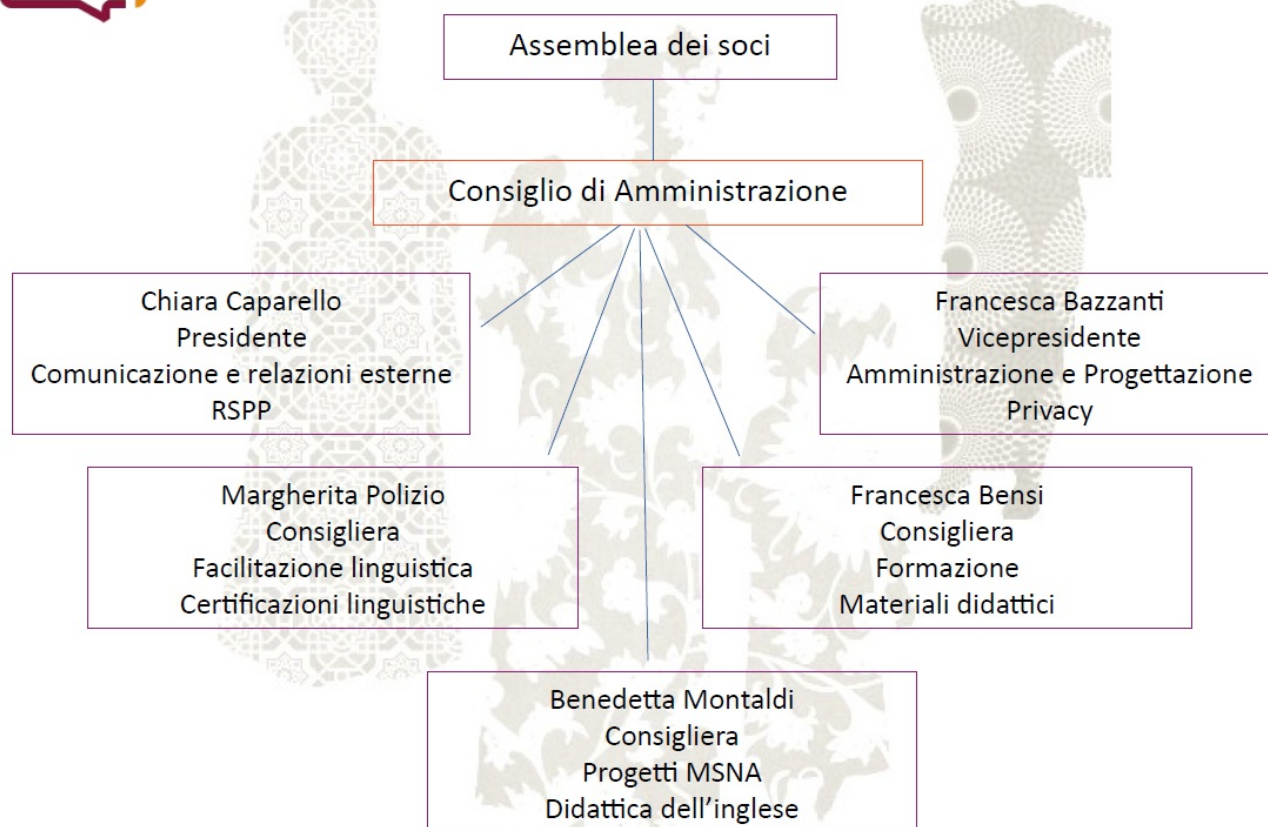 Assemblea dei soci
Consiglio di Amministrazione
Chiara Caparello
Presidente
Comunicazione e relazioni esterne
RSPP
Francesca Bazzanti
Vicepresidente
Amministrazione e Progettazione
Privacy
Margherita Polizio
Consigliera
Facilitazione linguistica
Certificazioni linguistiche
Francesca Bensi
Consigliera
Formazione
Materiali didattici
Benedetta Montaldi
Consigliera
Progetti MSNA
Didattica dell’inglese